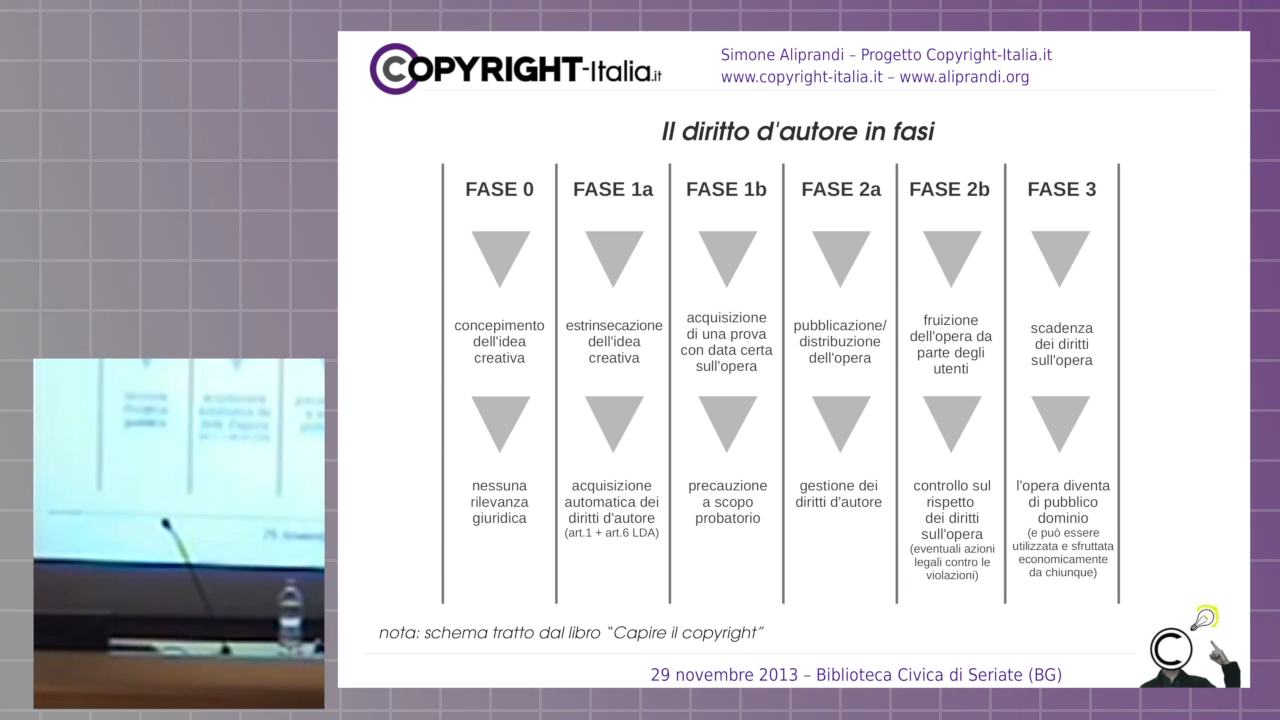 COPYRIGHT-Italia.it
Simone Aliprandi – Progetto Copyright-Italia.it
www.copyright-italia.it – www.aliprandi.org
Il diritto d'autore in fasi
FASE 0
FASE 1a
FASE 1b
FASE 2a
FASE 2b
FASE 3
concepimento
dell'idea
creativa
estrinsecazione
dell'idea
creativa
acquisizione
di una prova
con data certa
sull'opera
pubblicazione/
distribuzione
dell'opera
fruizione
dell'opera da
parte degli
utenti
scadenza
dei diritti
sull'opera
nessuna
rilevanza
giuridica
acquisizione
automatica dei
diritti d'autore
(art.1 + art.6 LDA)
precauzione
a scopo
probatorio
gestione dei
diritti d'autore
controllo sul
rispetto
dei diritti
sull'opera
(eventuali azioni
legali contro le
violazioni)
l'opera diventa
di pubblico
dominio
(e può essere
utilizzata e sfruttata
economicamente
da chiunque)
nota: schema tratto dal libro “Capire il copyright”
29 novembre 2013 – Biblioteca Civica di Seriate (BG)
C